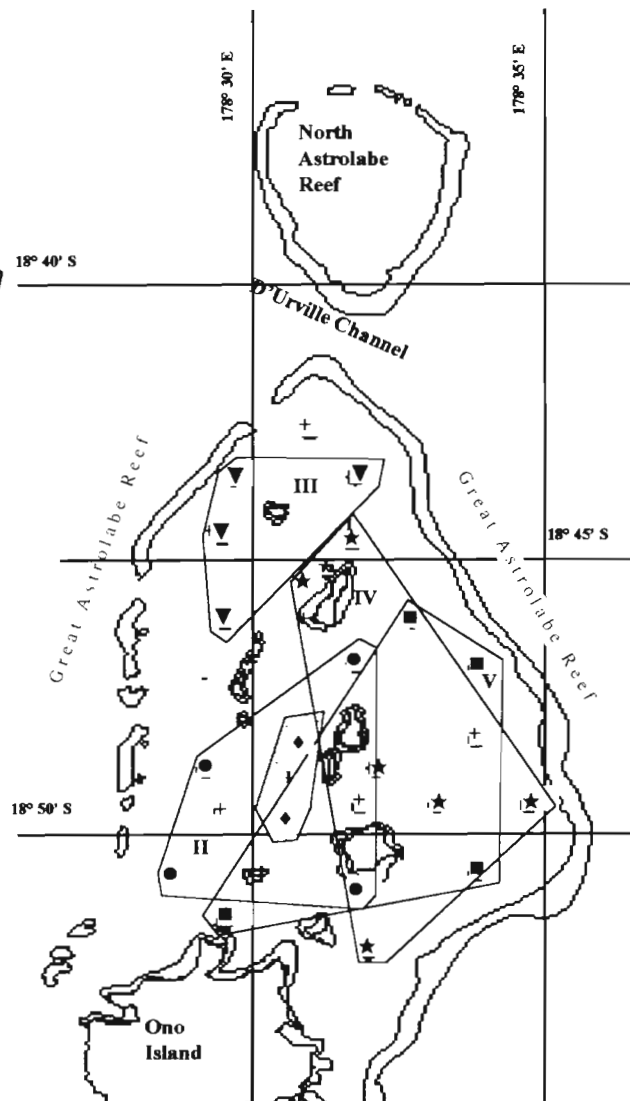 178° 30' E
178° 35' E
North
Astrolabe
Reef
18° 40' S
D'Urville Channel
Great Astrolabe Reef
Great Astrolabe Reef
III
18° 45' S
IV
V
I
18° 50' S
II
Ono
Island